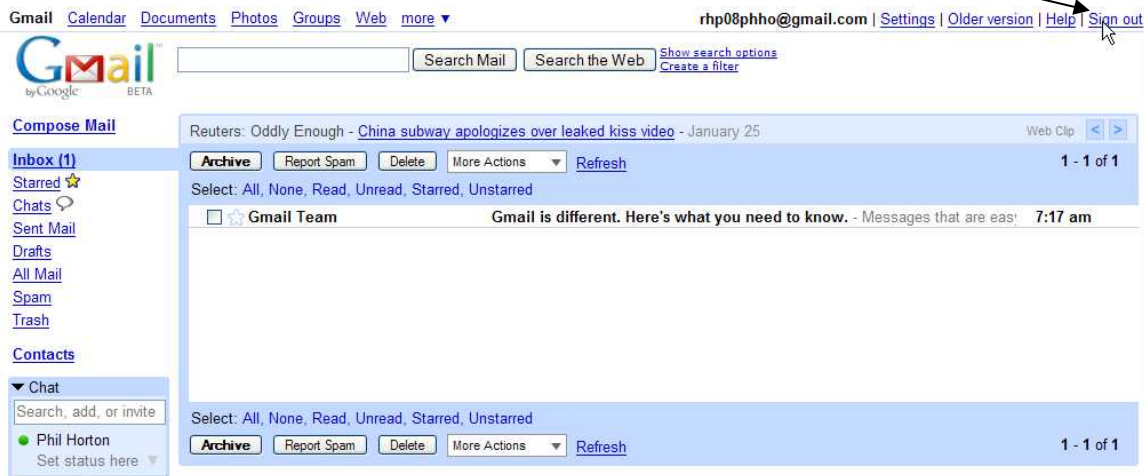 Gmail Calendar Documents Photos Groups Web more ▼
rhp08phho@gmail.com | Settings | Older version | Help | Sign out
Gmail
by Google BETA
Search Mail Search the Web Show search options
Create a filter
Compose Mail
Inbox (1)
Starred
Chats
Sent Mail
Drafts
All Mail
Spam
Trash
Contacts
▼ Chat
Search, add, or invite
Phil Horton
Set status here ▼
Reuters: Oddly Enough - China subway apologizes over leaked kiss video - January 25 Web Clip < >
Archive Report Spam Delete More Actions ▼ Refresh 1 - 1 of 1
Select: All, None, Read, Unread, Starred, Unstarred
Gmail Team Gmail is different. Here's what you need to know. - Messages that are easy 7:17 am
Select: All, None, Read, Unread, Starred, Unstarred
Archive Report Spam Delete More Actions ▼ Refresh 1 - 1 of 1